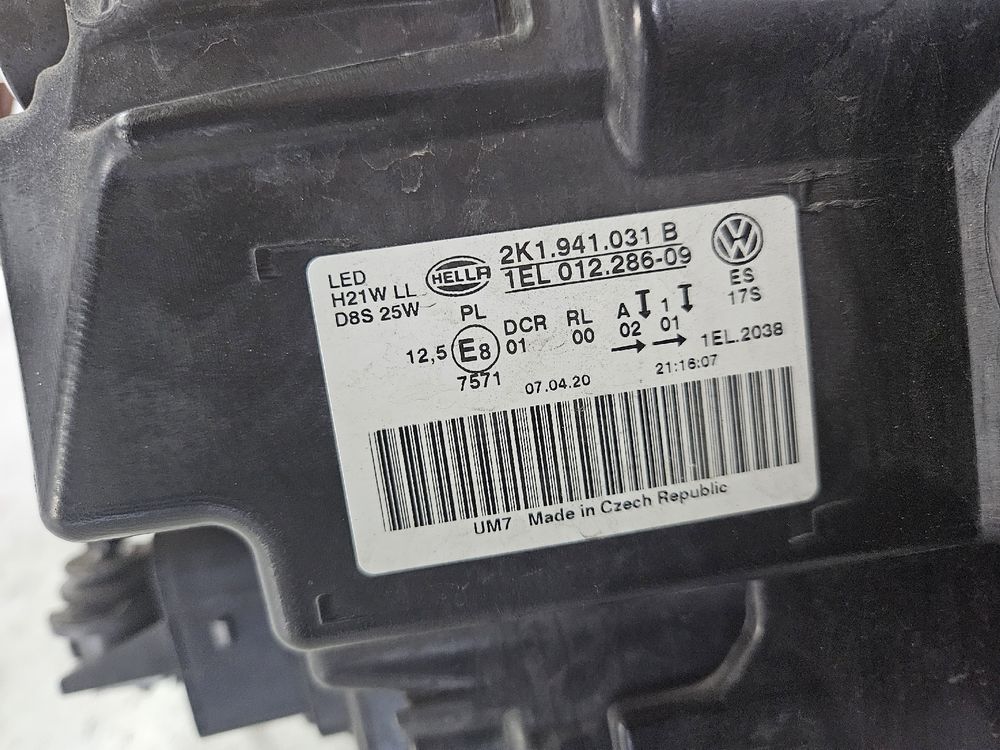 LED
H21W LL
D8S 25W
HELLA
2K1.941.031 B
1EL 012.286-09
VW
ES
17S
PL
12,5 E8
7571
DCR
01
RL
00
A
02
1
01
1EL.2038
07.04.20
21:16:07
UM7 Made in Czech Republic